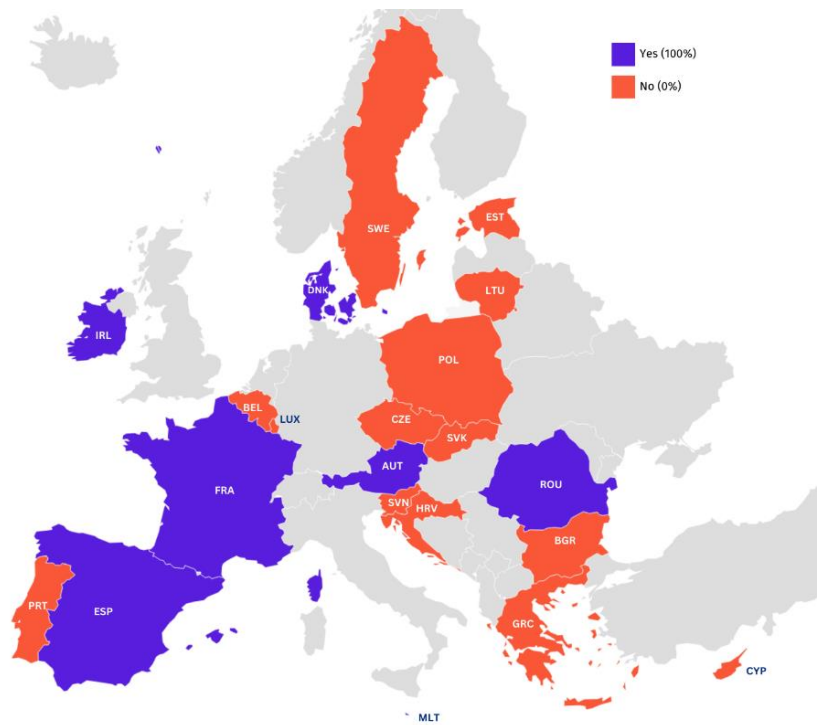 Yes (100%)
No (0%)
SWE
EST
LTU
DNK
IRL
POL
BEL
LUX
CZE
SVK
AUT
FRA
ROU
SVN
HRV
BGR
PRT
ESP
GRC
CYP
MLT